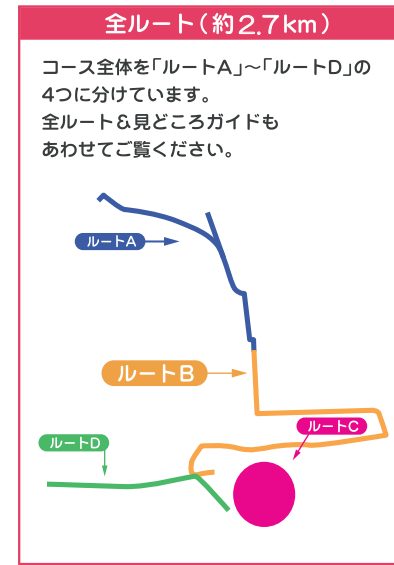 全ルート(約2.7km)
コース全体を「ルートA」〜「ルートD」の
4つに分けています。
全ルート&見どころガイドも
あわせてご覧ください。
ルートA
ルートB
ルートC
ルートD